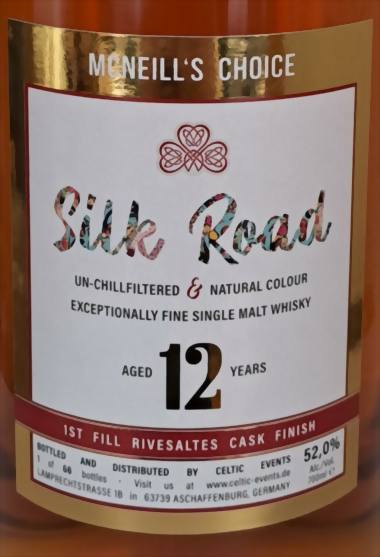 MCNEILL'S CHOICE
Silk Road
UN-CHILLFILTERED & NATURAL COLOUR
EXCEPTIONALLY FINE SINGLE MALT WHISKY
AGED 12 YEARS
1ST FILL RIVESALTES CASK FINISH
BOTTLED AND DISTRIBUTED BY CELTIC EVENTS
1 of 66 bottles - Visit us at www.celtic-events.de
LAMPRECHTSTRASSE 1B in 63739 ASCHAFFENBURG, GERMANY
52,0%
Alc./Vol.
700ml e